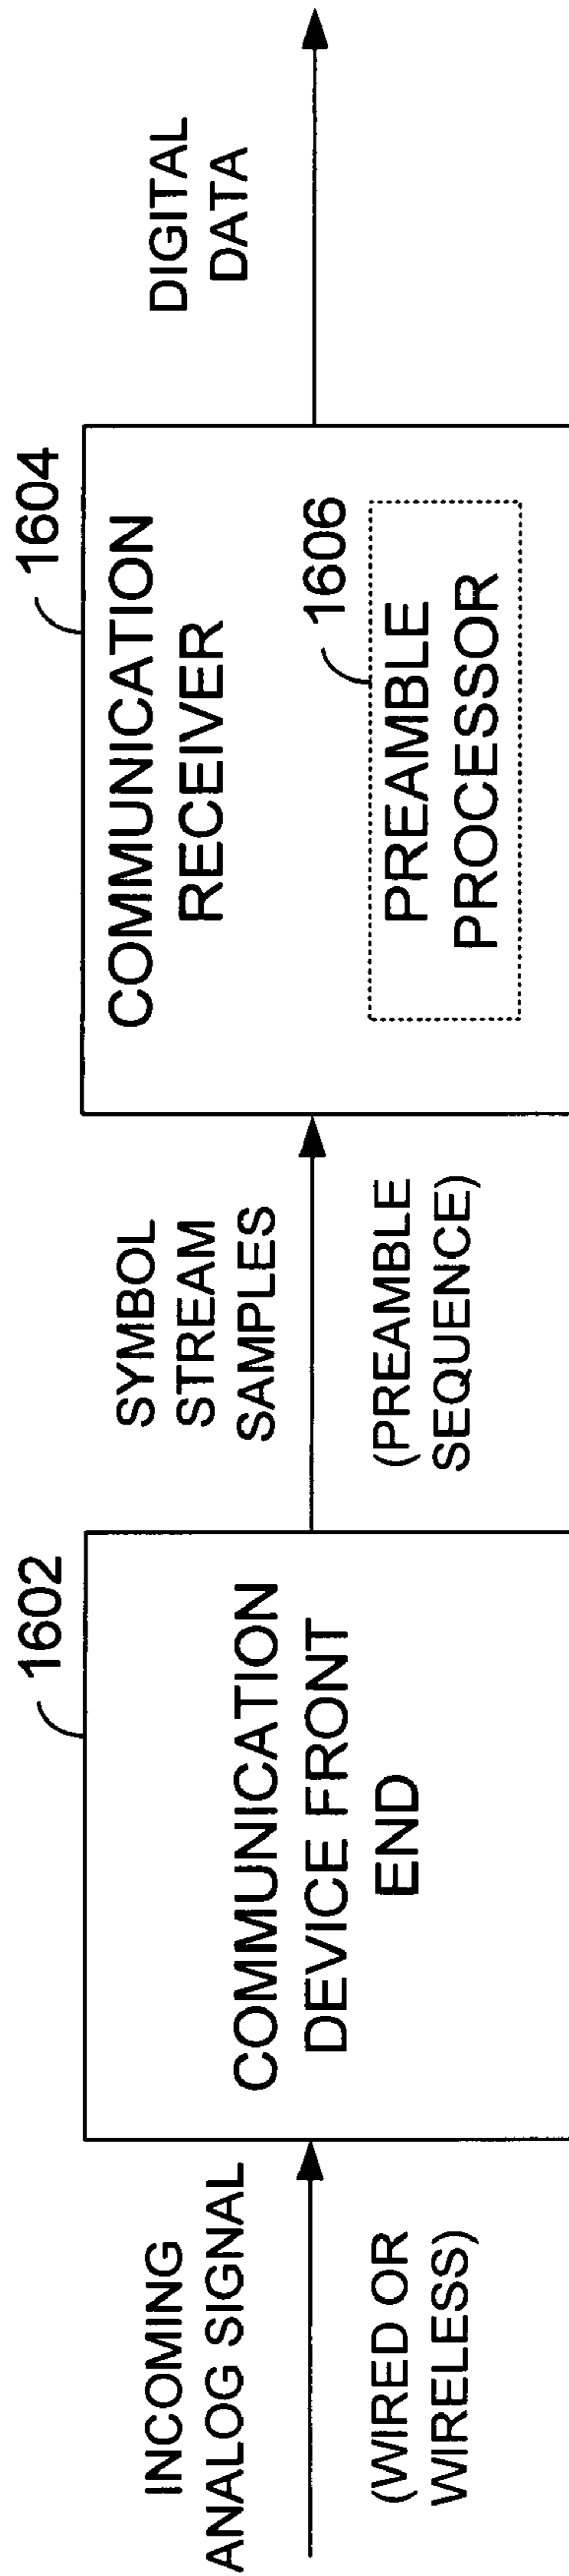 INCOMING
ANALOG SIGNAL
(WIRED OR
WIRELESS)
1602
COMMUNICATION
DEVICE FRONT
END
SYMBOL
STREAM
SAMPLES
(PREAMBLE
SEQUENCE)
1604
COMMUNICATION
RECEIVER
1606
PREAMBLE
PROCESSOR
DIGITAL
DATA